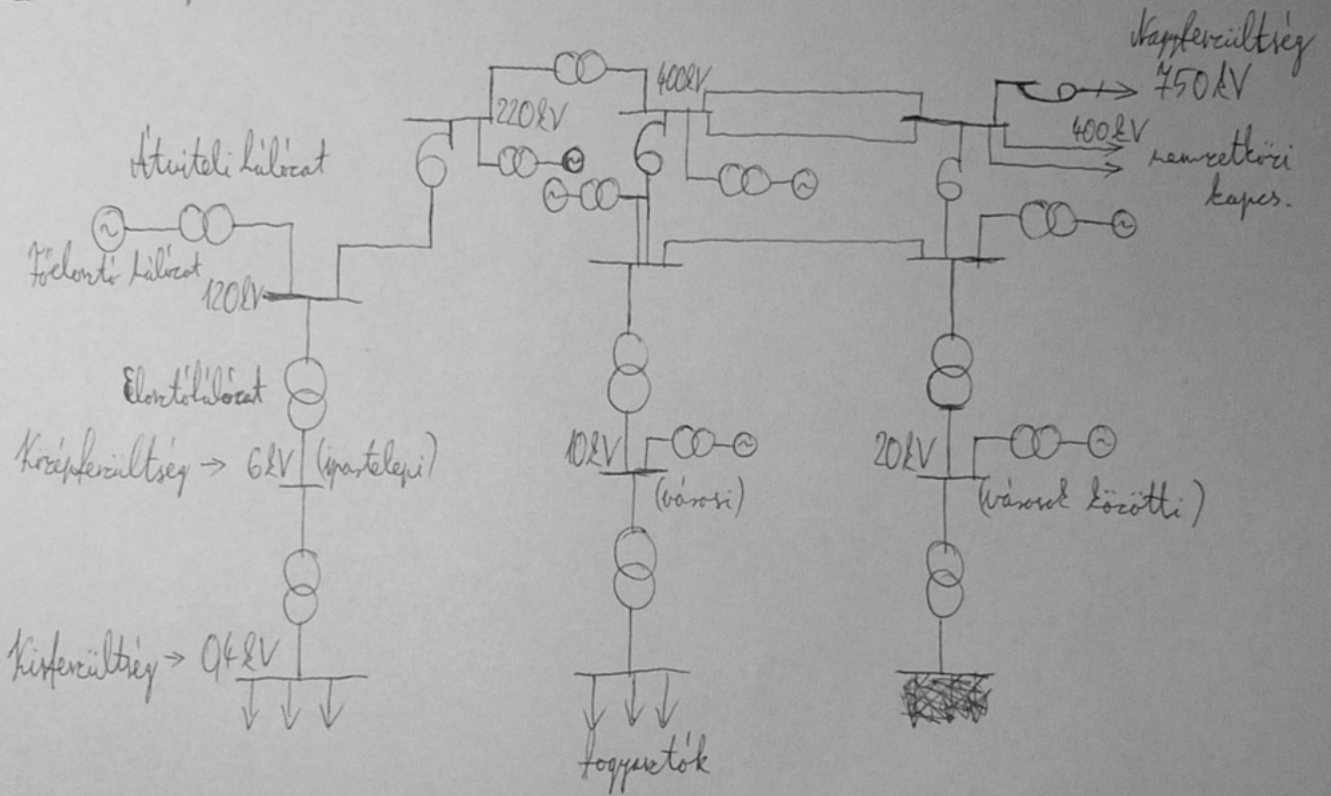 Nagyfeszültség
750kV
400kV
220kV
400kV
nemzetközi
kapcs.
Átviteli hálózat
Főelosztó hálózat
120kV
Elosztóhálózat
Középfeszültség → 6kV (ipartelepi)
10kV
(városi)
20kV
(városok közötti)
Kisfeszültség → 0,4kV
fogyasztók